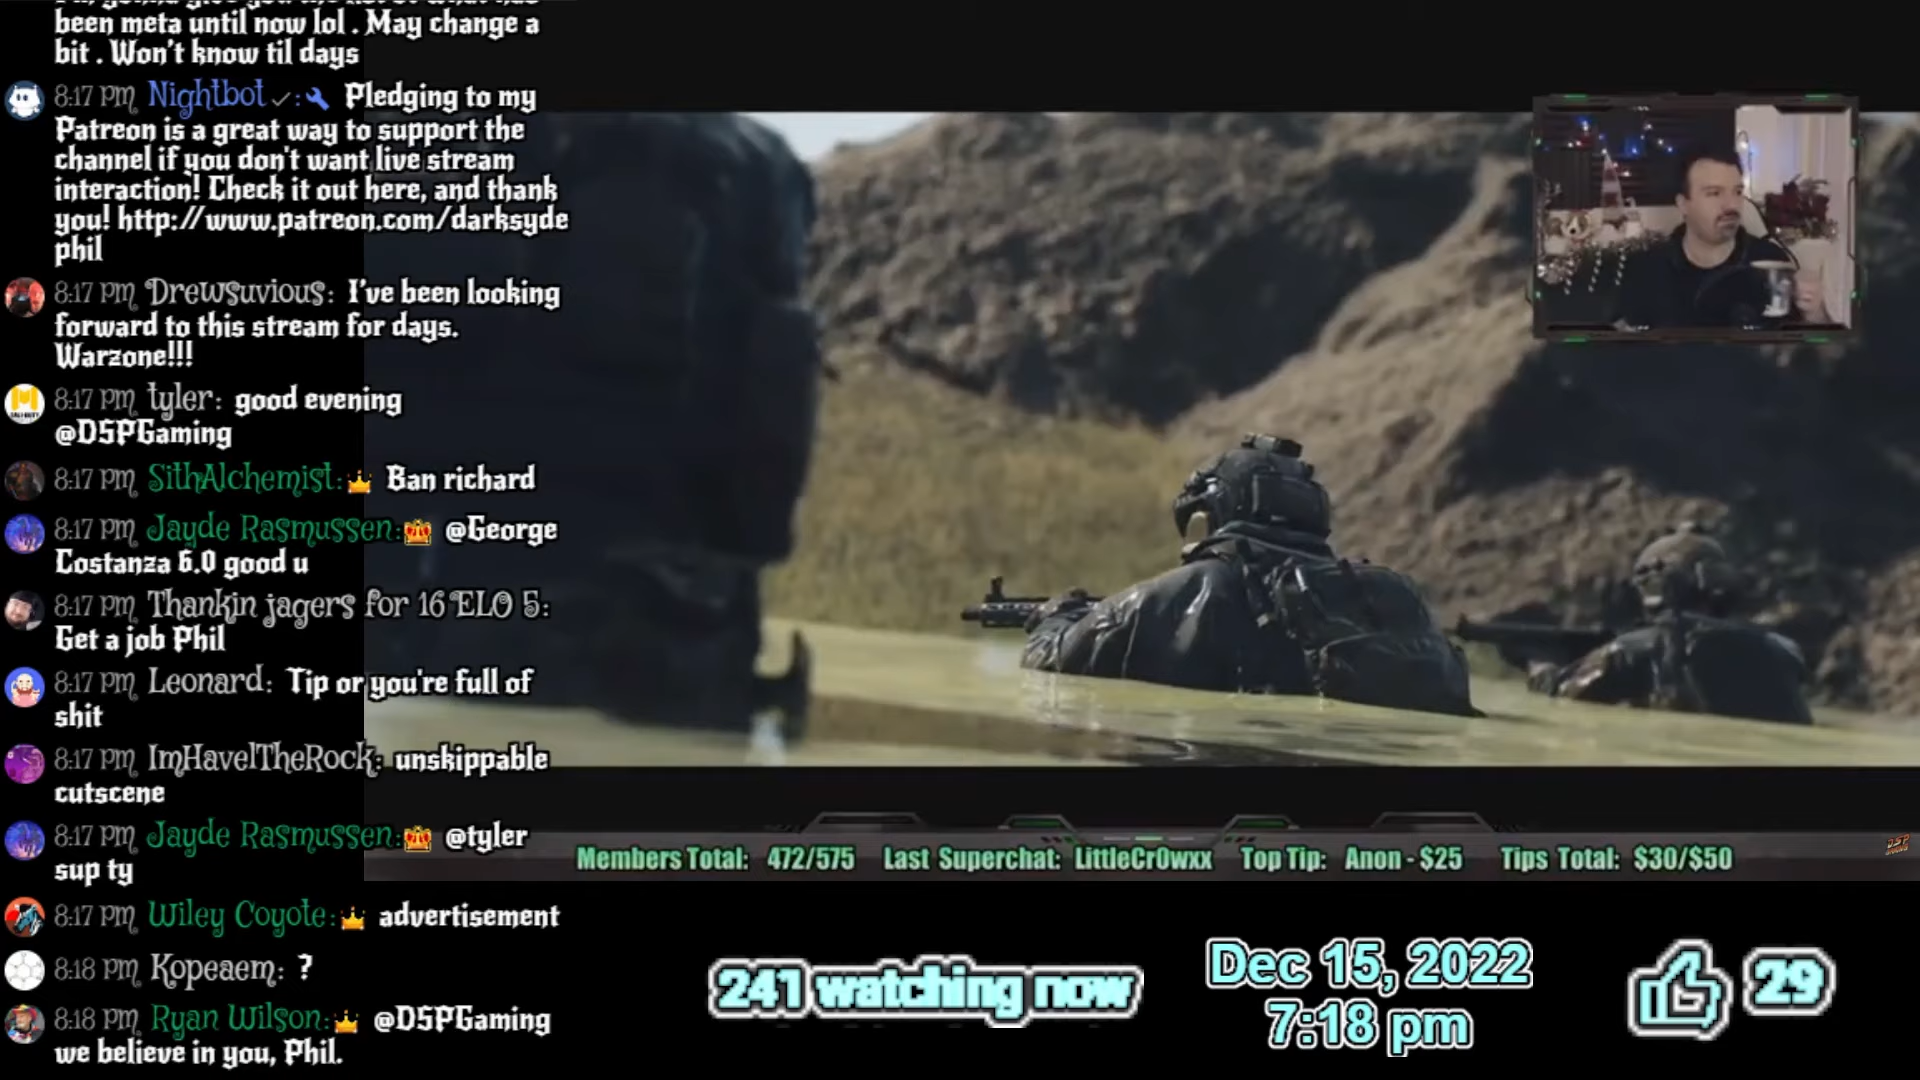 been meta until now lol . May change a
bit . Won't know til days
8:17 PM Nightbot✓: Pledging to my
Patreon is a great way to support the
channel if you don't want live stream
interaction! Check it out here, and thank
you! http://www.patreon.com/darksyde
phil
8:17 PM Drewsuvious: I've been looking
forward to this stream for days.
Warzone!!!
8:17 PM tyler: good evening
@DSPGaming
8:17 PM SithAlchemist: Ban richard
8:17 PM Jayde Rasmussen: @George
Costanza 6.0 good u
8:17 PM Thankin jagers for 16 ELO 5:
Get a job Phil
8:17 PM Leonard: Tip or you're full of
shit
8:17 PM ImHavelTheRock: unskippable
cutscene
8:17 PM Jayde Rasmussen: @tyler
sup ty
8:17 PM Wiley Coyote: advertisement
8:18 PM Kopeaem: ?
8:18 PM Ryan Wilson: @DSPGaming
we believe in you, Phil.
Members Total: 472/575 Last Superchat: LittleCr0wxx Top Tip: Anon - $25 Tips Total: $30/$50
241 watching now
Dec 15, 2022
7:18 pm
29